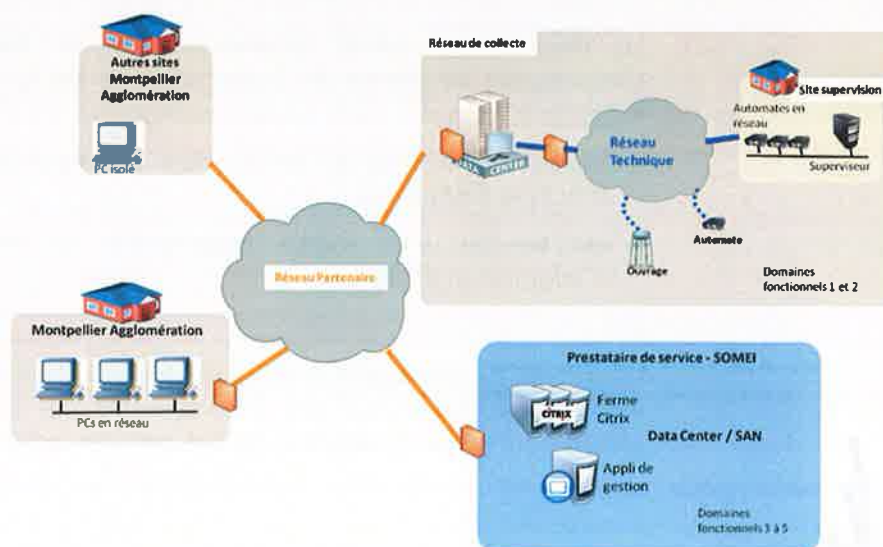 Autres sites
Montpellier
Agglomération
PC isolé
Réseau de collecte
DATA CENTER
Réseau
Technique
Site supervision
Automates en
réseau
Superviseur
Automate
Ouvrage
Domaines
fonctionnels 1 et 2
Réseau Partenaire
Montpellier Agglomération
PCs en réseau
Prestataire de service - SOMEI
CITRIX
Ferme
Citrix
Data Center / SAN
Appli de
gestion
Domaines
fonctionnels 3 à 5